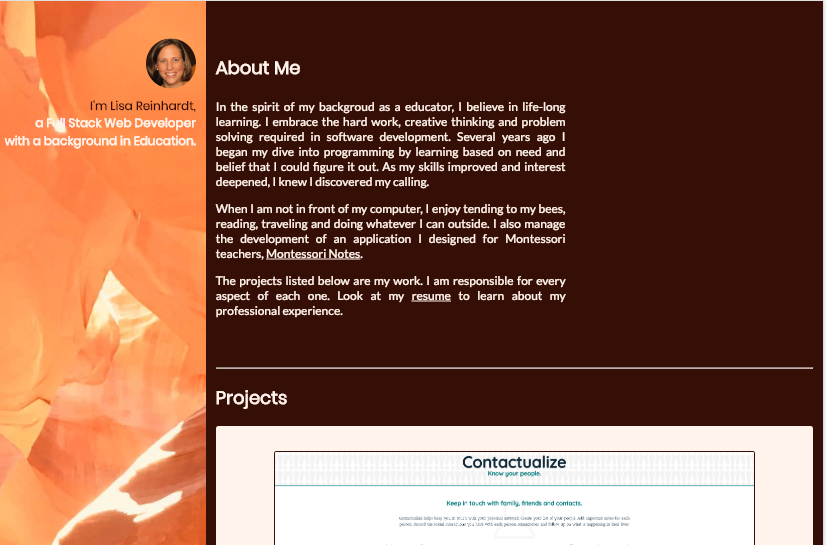 I'm Lisa Reinhardt,
a Full Stack Web Developer
with a background in Education.
About Me
In the spirit of my backgroud as a educator, I believe in life-long
learning. I embrace the hard work, creative thinking and problem
solving required in software development. Several years ago I
began my dive into programming by learning based on need and
belief that I could figure it out. As my skills improved and interest
deepened, I knew I discovered my calling.
When I am not in front of my computer, I enjoy tending to my bees,
reading, traveling and doing whatever I can outside. I also manage
the development of an application I designed for Montessori
teachers, Montessori Notes.
The projects listed below are my work. I am responsible for every
aspect of each one. Look at my resume to learn about my
professional experience.
Projects
Contactualize
Know your people.
Keep in touch with family, friends and contacts.